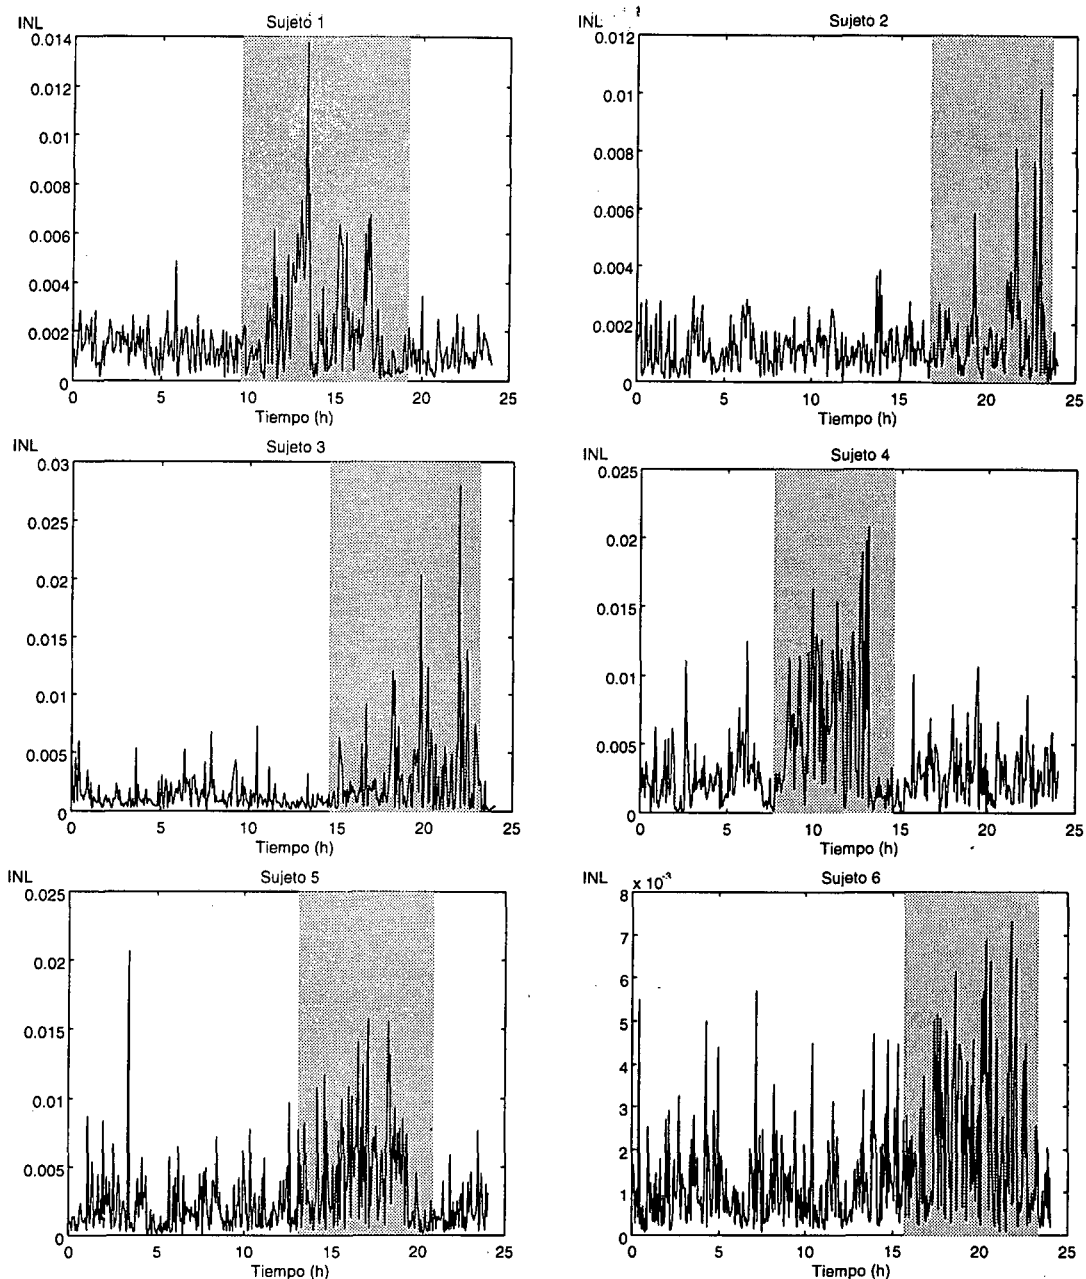 INL Sujeto 1
0.014
0.012
0.01
0.008
0.006
0.004
0.002
0
0 5 10 15 20 25
Tiempo (h)
INL Sujeto 2
0.012
0.01
0.008
0.006
0.004
0.002
0
0 5 10 15 20 25
Tiempo (h)
INL Sujeto 3
0.03
0.025
0.02
0.015
0.01
0.005
0
0 5 10 15 20 25
Tiempo (h)
INL Sujeto 4
0.025
0.02
0.015
0.01
0.005
0
0 5 10 15 20 25
Tiempo (h)
INL Sujeto 5
0.025
0.02
0.015
0.01
0.005
0
0 5 10 15 20 25
Tiempo (h)
INL x 10⁻³ Sujeto 6
8
7
6
5
4
3
2
1
0
0 5 10 15 20 25
Tiempo (h)